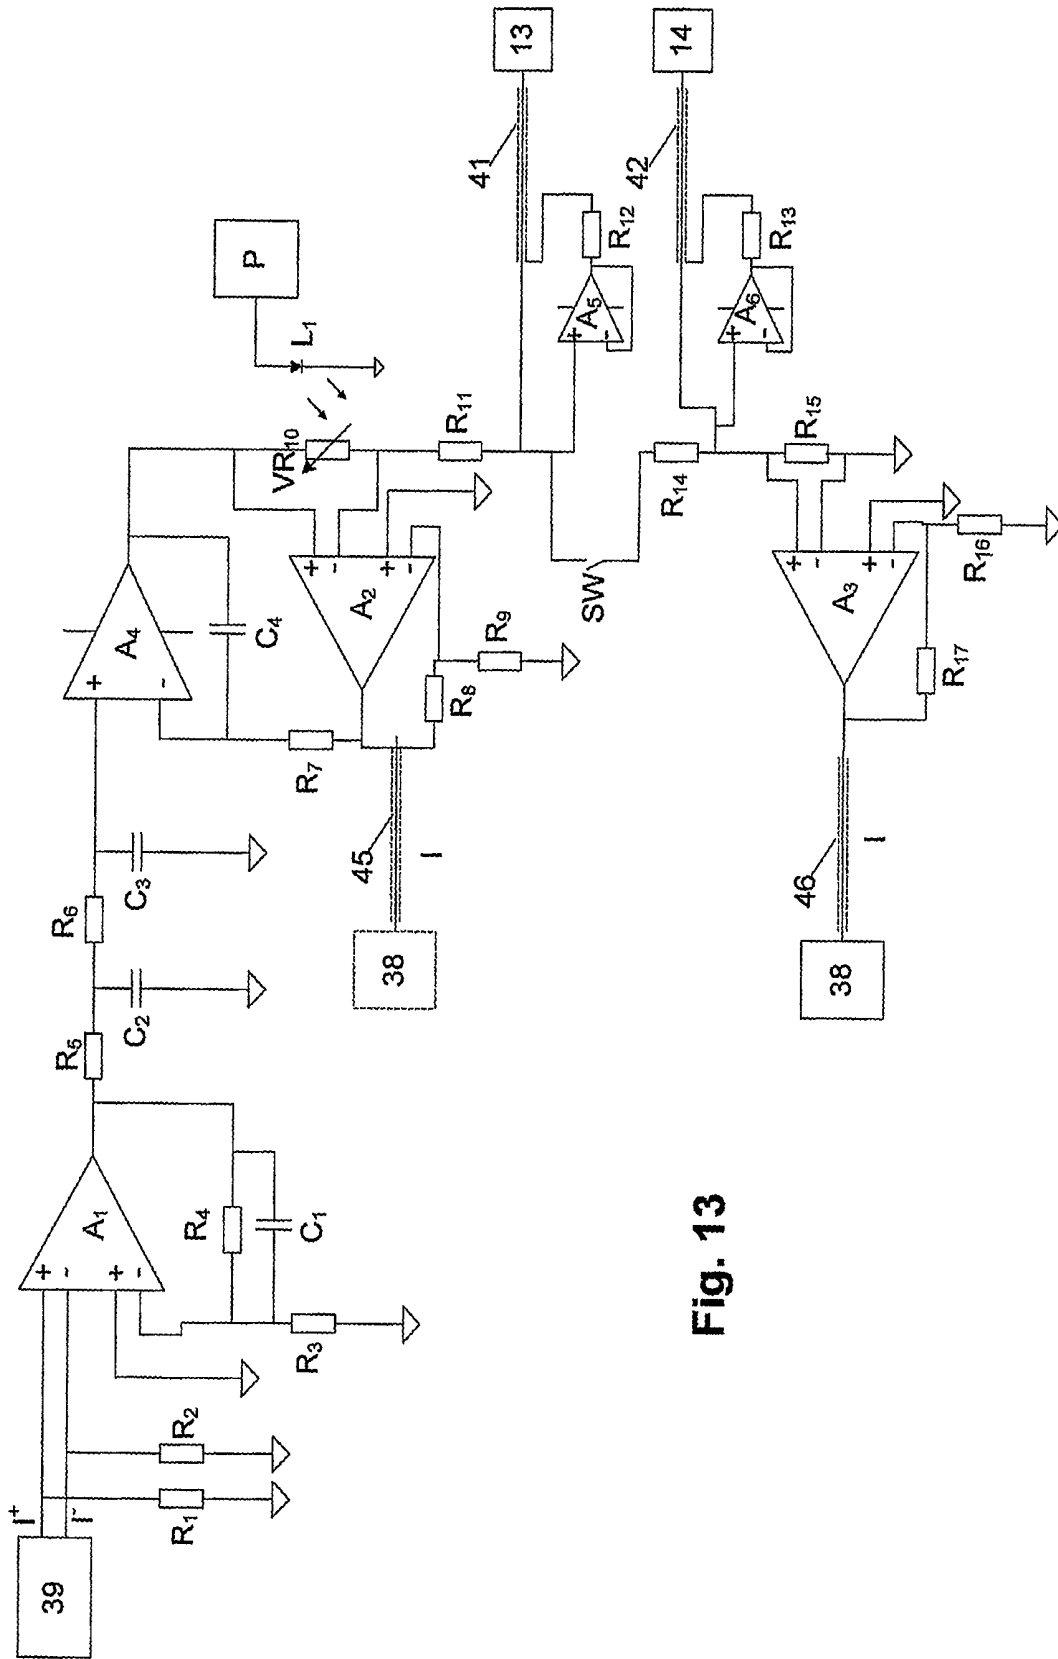 39
I⁺
I⁻
R₁
R₂
+
-
+
-
A₁
R₃
R₄
C₁
R₅
C₂
R₆
C₃
+
-
A₄
C₄
R₇
38
45
I
R₈
R₉
+
-
+
-
A₂
VR₁₀
L₁
P
R₁₁
41
13
+
-
A₅
R₁₂
42
14
+
-
A₆
R₁₃
SW
R₁₄
R₁₅
+
-
+
-
A₃
R₁₆
R₁₇
46
I
38
Fig. 13